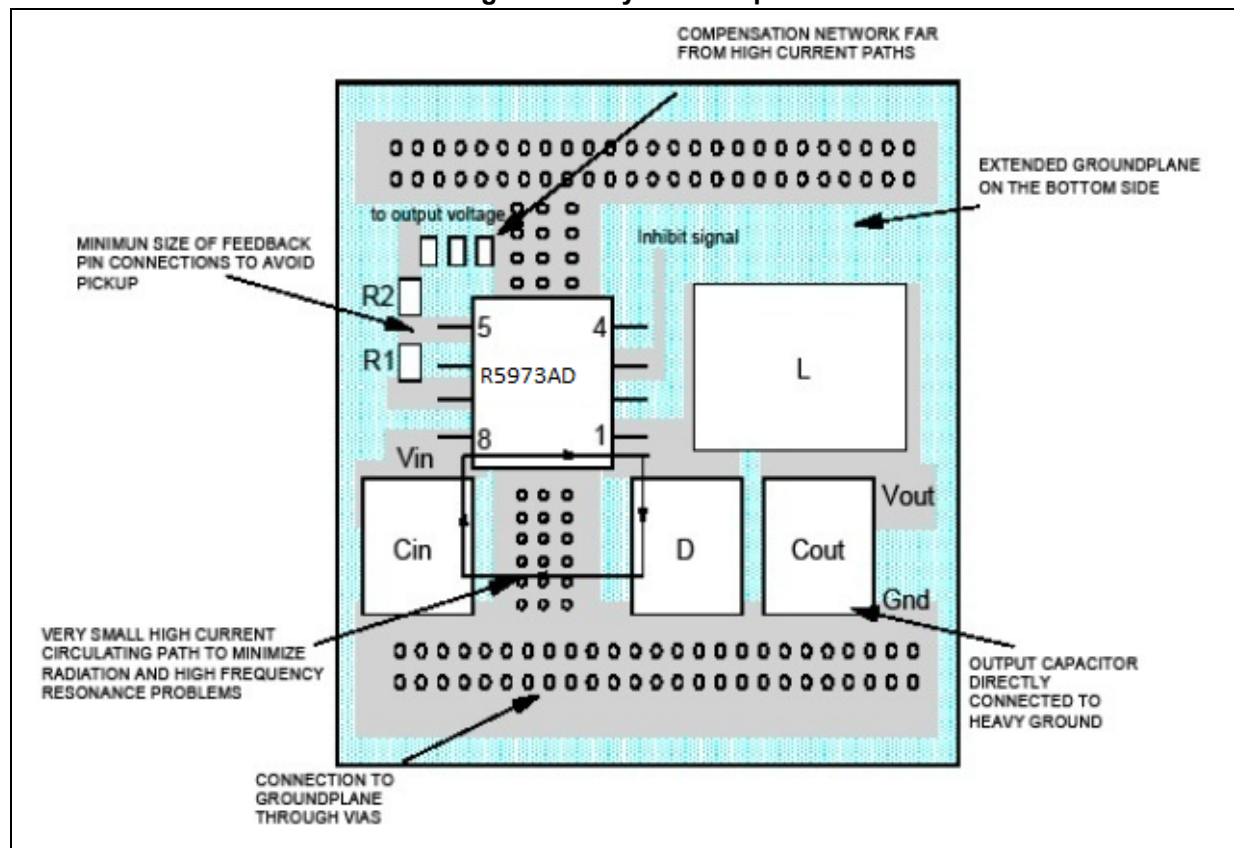 COMPENSATION NETWORK FAR
FROM HIGH CURRENT PATHS
EXTENDED GROUNDPLANE
ON THE BOTTOM SIDE
to output voltage
Inhibit signal
MINIMUN SIZE OF FEEDBACK
PIN CONNECTIONS TO AVOID
PICKUP
R2
R1
5
4
R5973AD
8
1
L
Vin
Vout
Cin
D
Cout
Gnd
VERY SMALL HIGH CURRENT
CIRCULATING PATH TO MINIMIZE
RADIATION AND HIGH FREQUENCY
RESONANCE PROBLEMS
OUTPUT CAPACITOR
DIRECTLY
CONNECTED TO
HEAVY GROUND
CONNECTION TO
GROUNDPLANE
THROUGH VIAS